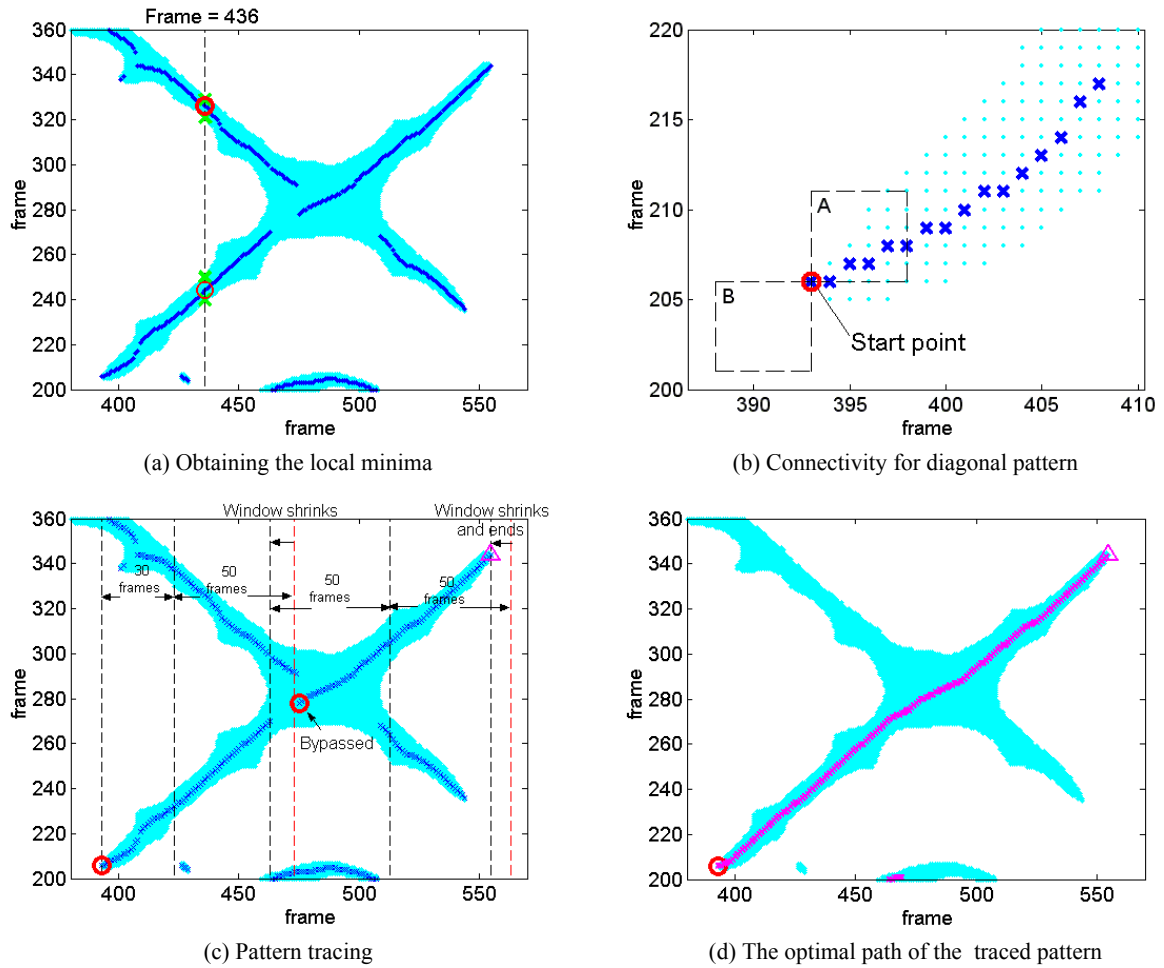 Frame = 436
360
340
320
300
280
260
240
220
200
400 450 500 550
frame
frame
(a) Obtaining the local minima
220
215
210
205
200
390 395 400 405 410
frame
frame
A
B
Start point
(b) Connectivity for diagonal pattern
Window shrinks
Window shrinks
and ends
30
frames
50
frames
50
frames
50
frames
Bypassed
360
340
320
300
280
260
240
220
200
400 450 500 550
frame
frame
(c) Pattern tracing
360
340
320
300
280
260
240
220
200
400 450 500 550
frame
frame
(d) The optimal path of the traced pattern